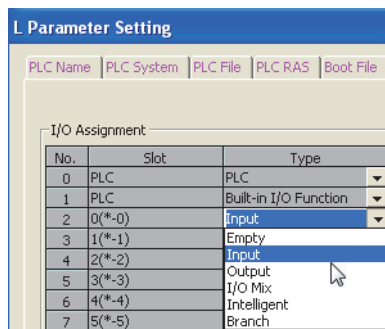 L Parameter Setting
PLC Name PLC System PLC File PLC RAS Boot File
I/O Assignment
No. Slot Type
0 PLC PLC
1 PLC Built-in I/O Function
2 0(*-0) Input
3 1(*-1) Empty
4 2(*-2) Input
5 3(*-3) Output
6 4(*-4) I/O Mix
Intelligent
7 5(*-5) Branch